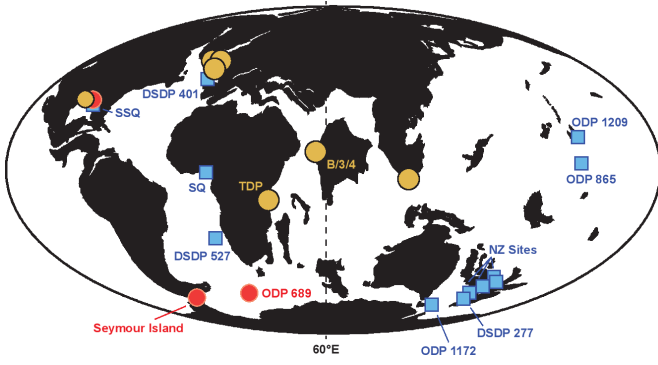 DSDP 401
SSQ
ODP 1209
B/3/4
ODP 865
SQ
TDP
DSDP 527
NZ Sites
ODP 689
Seymour Island
DSDP 277
ODP 1172
60°E